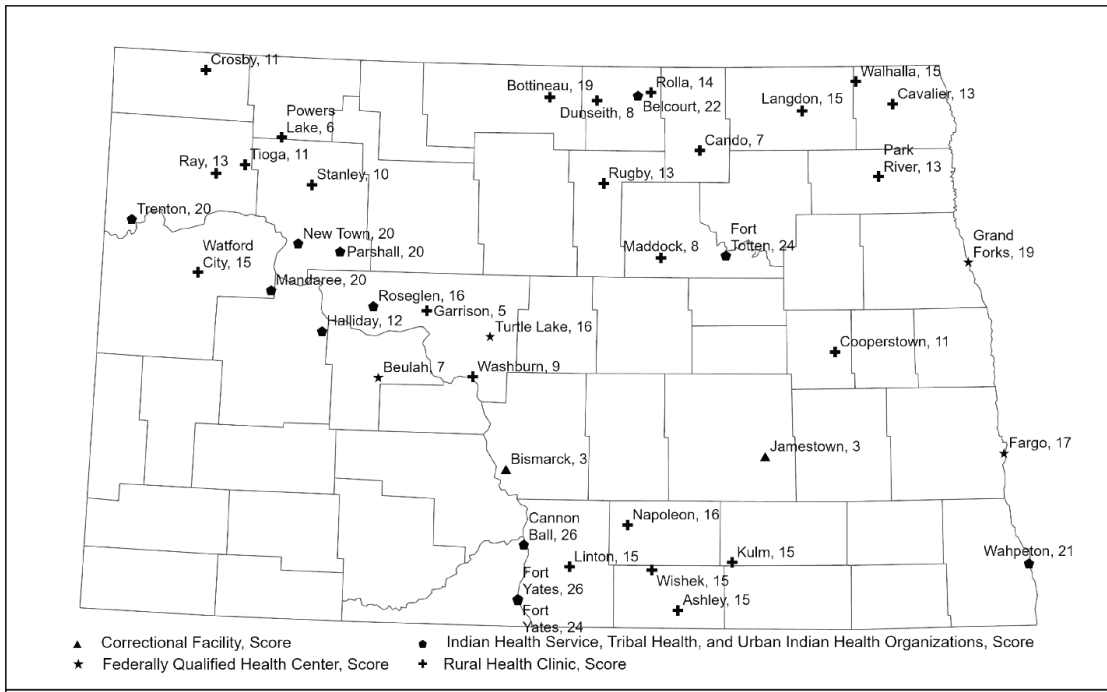 Crosby, 11
Bottineau, 19
Dunseith, 8
Rolla, 14
Belcourt, 22
Walhalla, 15
Langdon, 15
Cavalier, 13
Powers
Lake, 6
Cando, 7
Park
River, 13
Ray, 13
Tioga, 11
Stanley, 10
Rugby, 13
Trenton, 20
New Town, 20
Parshall, 20
Maddock, 8
Fort
Totten, 24
Grand
Forks, 19
Watford
City, 15
Mandaree, 20
Roseglen, 16
Garrison, 5
Halliday, 12
Turtle Lake, 16
Cooperstown, 11
Beulah, 7
Washburn, 9
Bismarck, 3
Jamestown, 3
Fargo, 17
Cannon
Ball, 26
Napoleon, 16
Linton, 15
Kulm, 15
Wahpeton, 21
Fort
Yates, 26
Wishek, 15
Ashley, 15
Fort
Yates, 24
Correctional Facility, Score
Indian Health Service, Tribal Health, and Urban Indian Health Organizations, Score
Federally Qualified Health Center, Score
Rural Health Clinic, Score